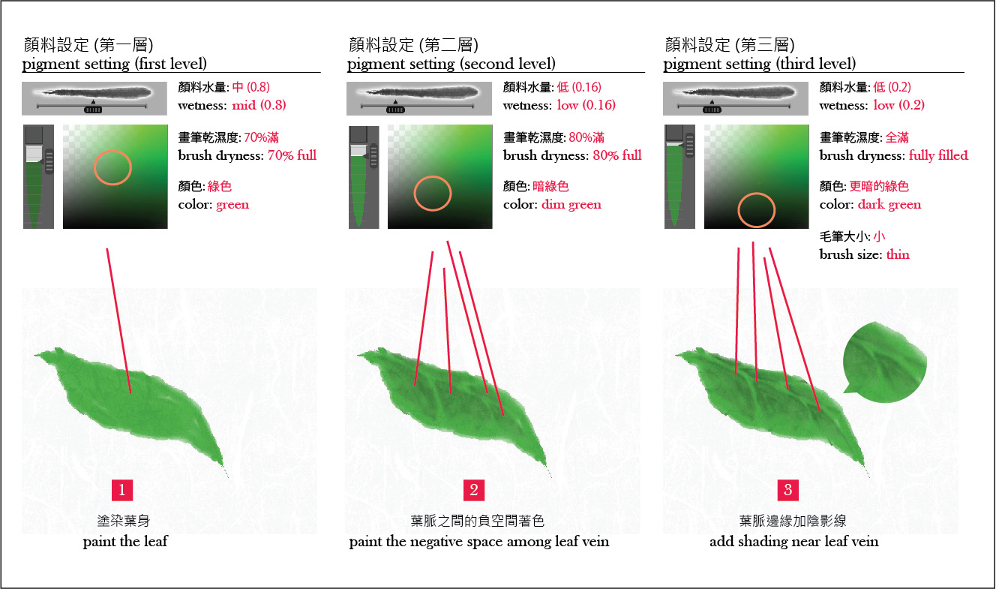 顏料設定 (第一層)
pigment setting (first level)
顏料水量: 中 (0.8)
wetness: mid (0.8)
畫筆乾濕度: 70%滿
brush dryness: 70% full
顏色: 綠色
color: green
1
塗染葉身
paint the leaf
顏料設定 (第二層)
pigment setting (second level)
顏料水量: 低 (0.16)
wetness: low (0.16)
畫筆乾濕度: 80%滿
brush dryness: 80% full
顏色: 暗綠色
color: dim green
2
葉脈之間的負空間著色
paint the negative space among leaf vein
顏料設定 (第三層)
pigment setting (third level)
顏料水量: 低 (0.2)
wetness: low (0.2)
畫筆乾濕度: 全滿
brush dryness: fully filled
顏色: 更暗的綠色
color: dark green
毛筆大小: 小
brush size: thin
3
葉脈邊緣加陰影線
add shading near leaf vein